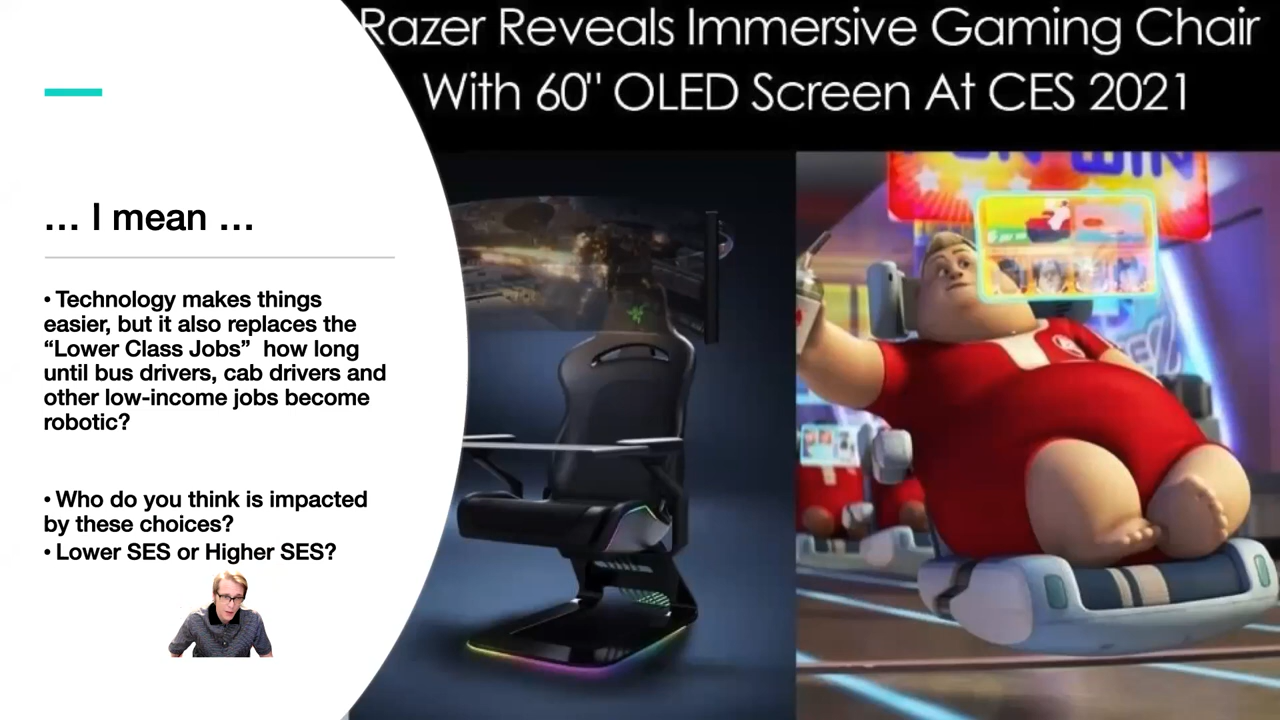 Razer Reveals Immersive Gaming Chair
With 60" OLED Screen At CES 2021
... I mean ...
• Technology makes things
easier, but it also replaces the
“Lower Class Jobs”  how long
until bus drivers, cab drivers and
other low-income jobs become
robotic?
• Who do you think is impacted
by these choices?
• Lower SES or Higher SES?
WIN